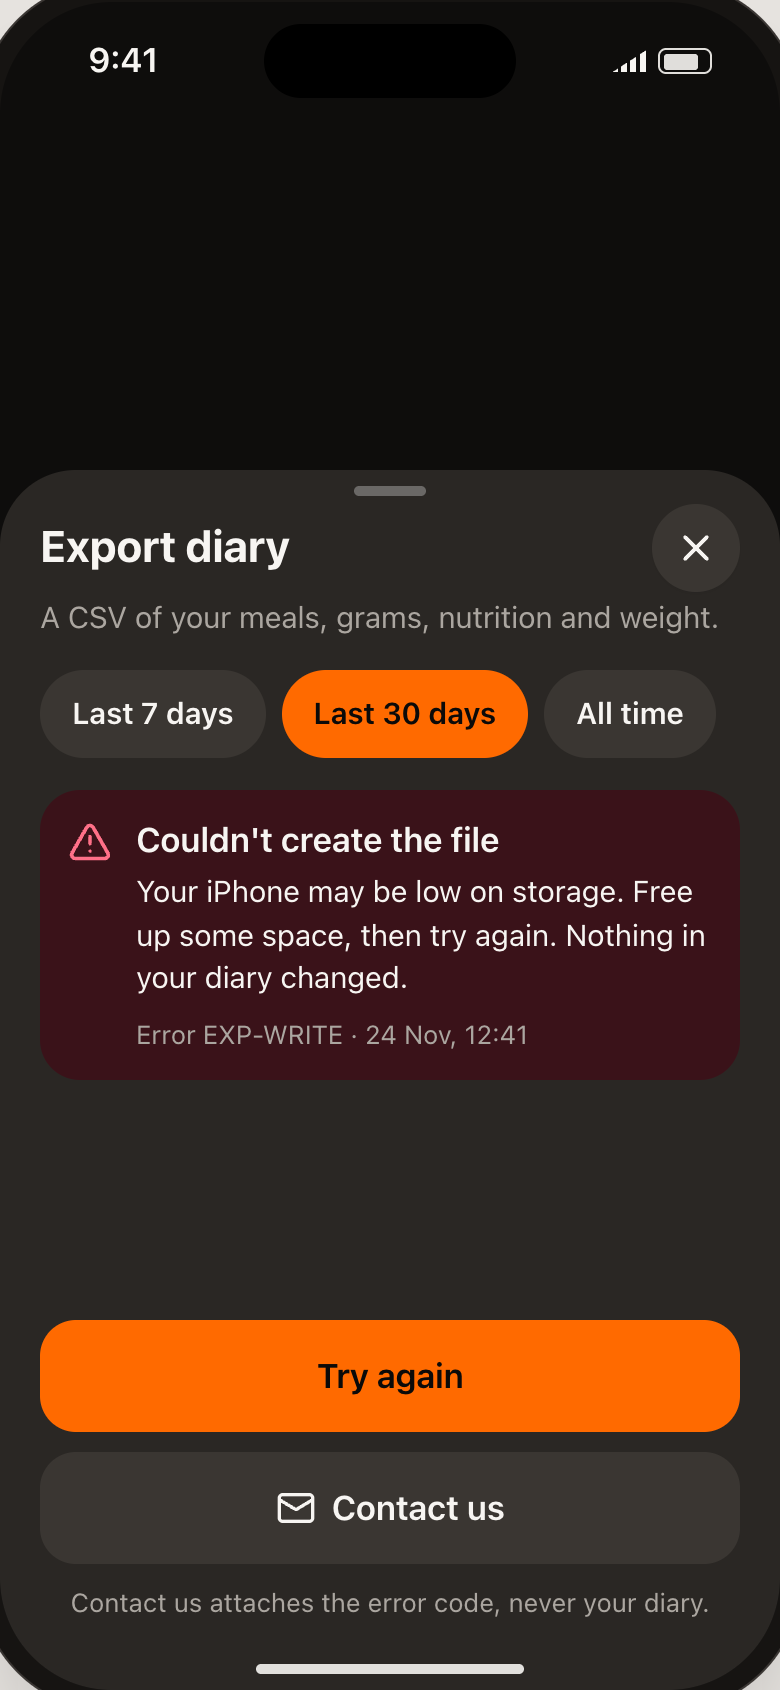 9:41
Export diary
A CSV of your meals, grams, nutrition and weight.
Last 7 days
Last 30 days
All time
Couldn't create the file
Your iPhone may be low on storage. Free
up some space, then try again. Nothing in
your diary changed.
Error EXP-WRITE · 24 Nov, 12:41
Try again
Contact us
Contact us attaches the error code, never your diary.